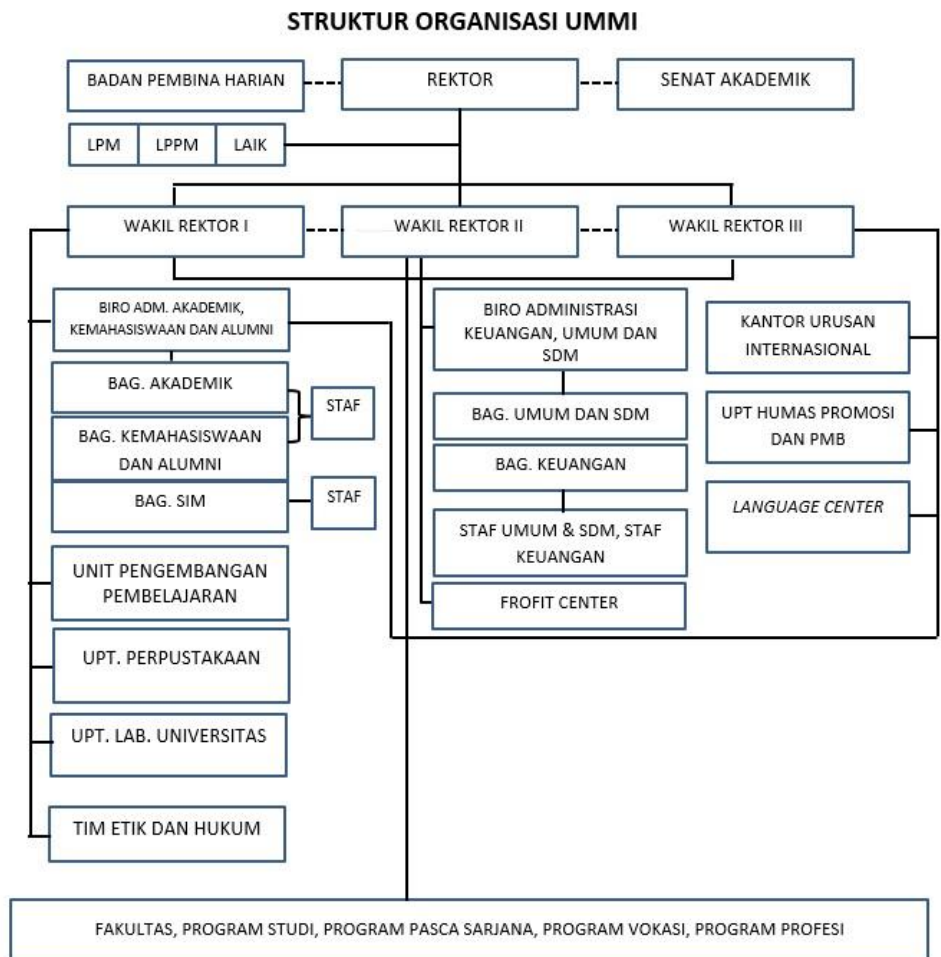 STRUKTUR ORGANISASI UMMI
BADAN PEMBINA HARIAN
REKTOR
SENAT AKADEMIK
LPM
LPPM
LAIK
WAKIL REKTOR I
WAKIL REKTOR II
WAKIL REKTOR III
BIRO ADM. AKADEMIK,
KEMAHASISWAAN DAN ALUMNI
BAG. AKADEMIK
STAF
BAG. KEMAHASISWAAN
DAN ALUMNI
BAG. SIM
STAF
UNIT PENGEMBANGAN
PEMBELAJARAN
UPT. PERPUSTAKAAN
UPT. LAB. UNIVERSITAS
TIM ETIK DAN HUKUM
BIRO ADMINISTRASI
KEUANGAN, UMUM DAN
SDM
BAG. UMUM DAN SDM
BAG. KEUANGAN
STAF UMUM & SDM, STAF
KEUANGAN
FROFIT CENTER
KANTOR URUSAN
INTERNASIONAL
UPT HUMAS PROMOSI
DAN PMB
LANGUAGE CENTER
FAKULTAS, PROGRAM STUDI, PROGRAM PASCA SARJANA, PROGRAM VOKASI, PROGRAM PROFESI